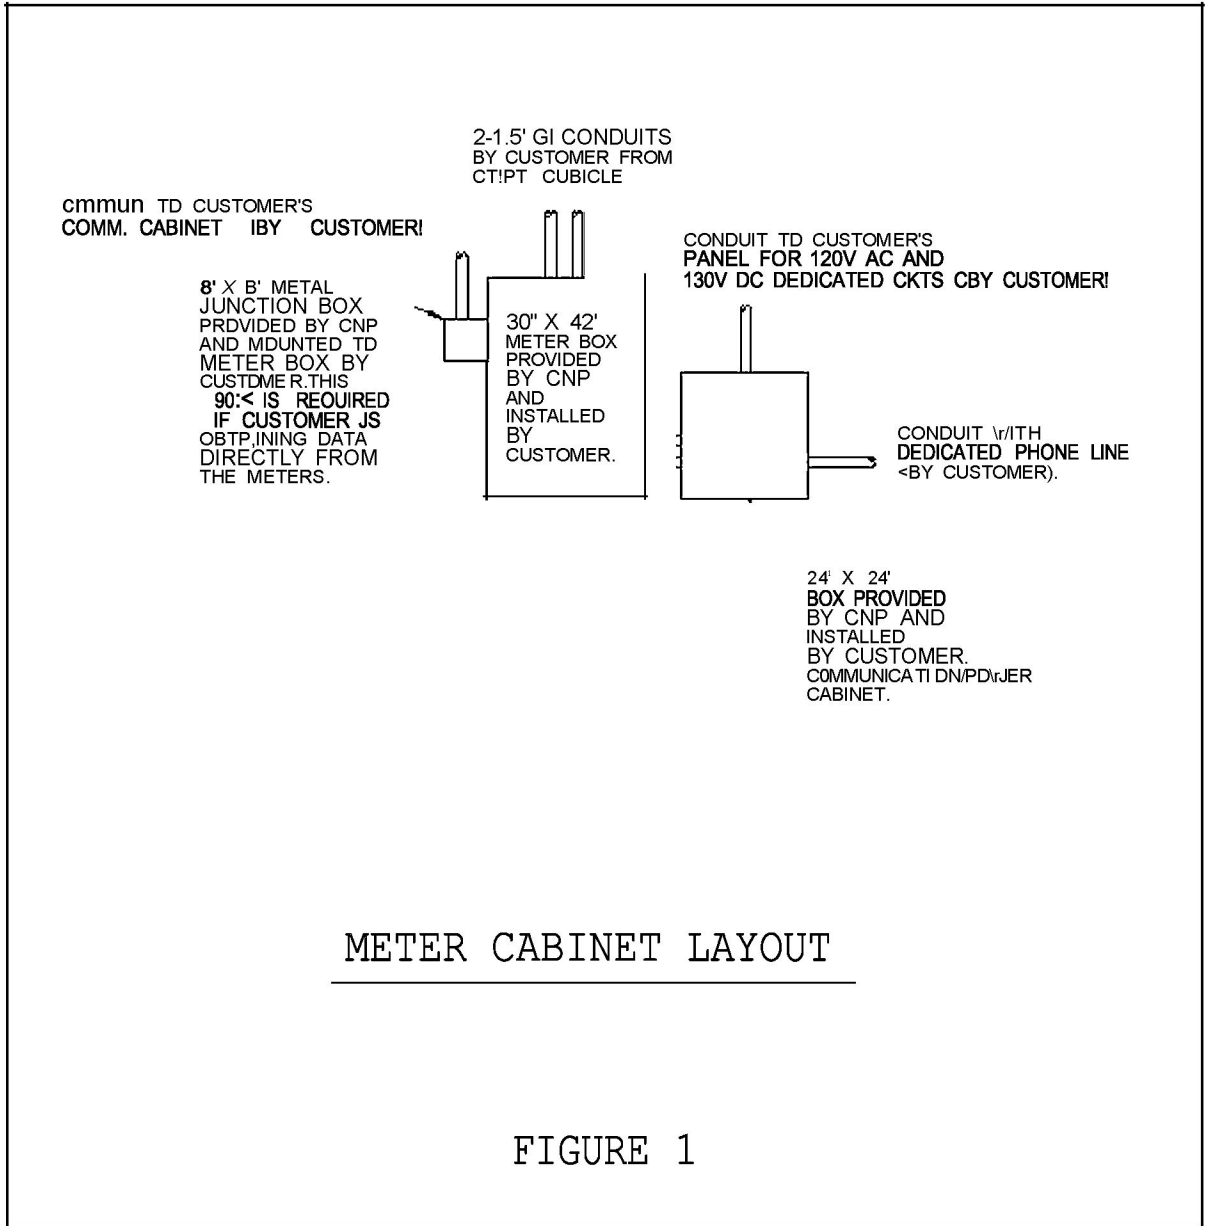 2-1.5' GI CONDUITS
BY CUSTOMER FROM
CT!PT CUBICLE
cmmun TD CUSTOMER'S
COMM. CABINET IBY CUSTOMER!
CONDUIT TD CUSTOMER'S
PANEL FOR 120V AC AND
130V DC DEDICATED CKTS CBY CUSTOMER!
8' X B' METAL
JUNCTION BOX
PRDVIDED BY CNP
AND MDUNTED TD
METER BOX BY
CUSTDME R.THIS
90:< IS REOUIRED
IF CUSTOMER JS
OBTP,INING DATA
DIRECTLY FROM
THE METERS.
30" X 42'
METER BOX
PROVIDED
BY CNP
AND
INSTALLED
BY
CUSTOMER.
CONDUIT \r/ITH
DEDICATED PHONE LINE
<BY CUSTOMER).
24' X 24'
BOX PROVIDED
BY CNP AND
INSTALLED
BY CUSTOMER.
C0MMUNICATI DN/PD\rJER
CABINET.
METER CABINET LAYOUT
FIGURE 1